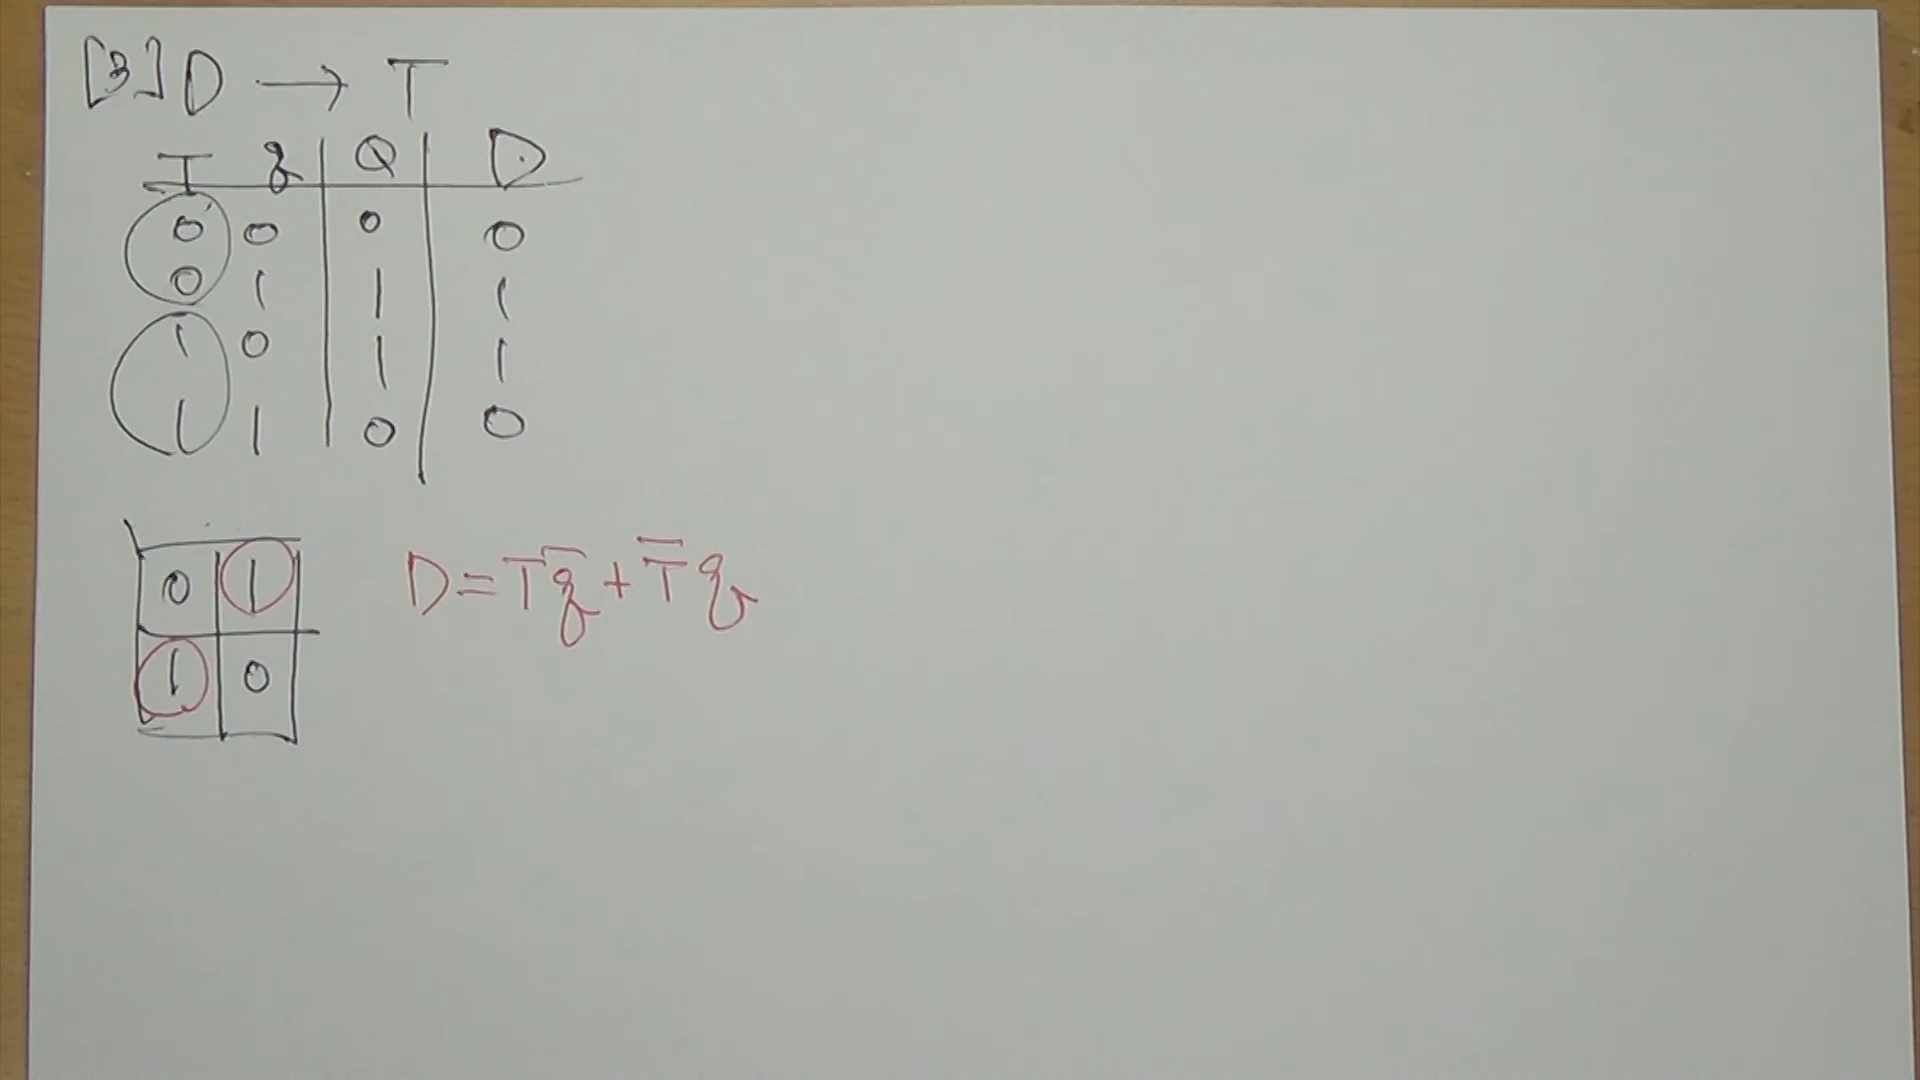 [3] D → T
T q Q D
0 0 0 0
0 1 1 1
1 0 1 1
1 1 0 0
0 1
1 0
D = Tq̅ + T̅q